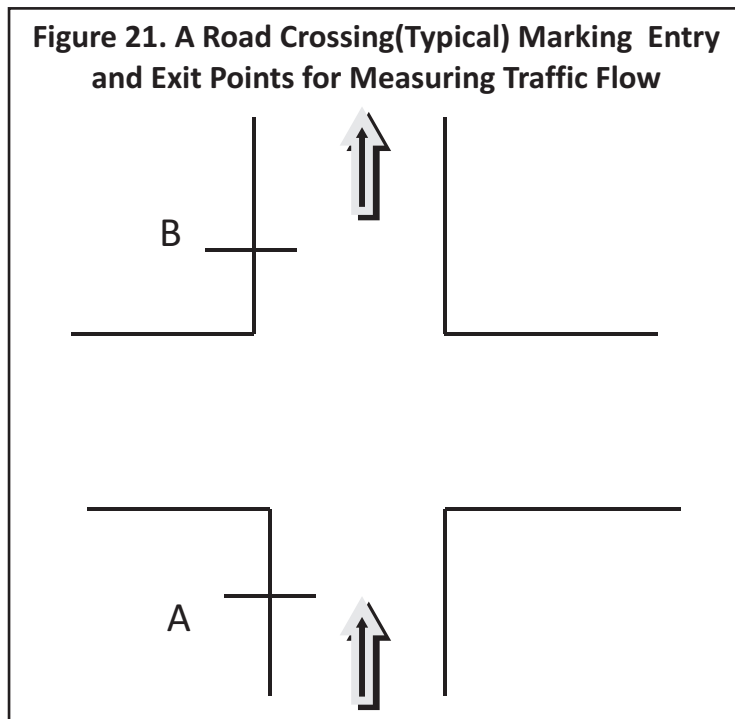 Figure 21. A Road Crossing(Typical) Marking Entry
and Exit Points for Measuring Traffic Flow
B
A